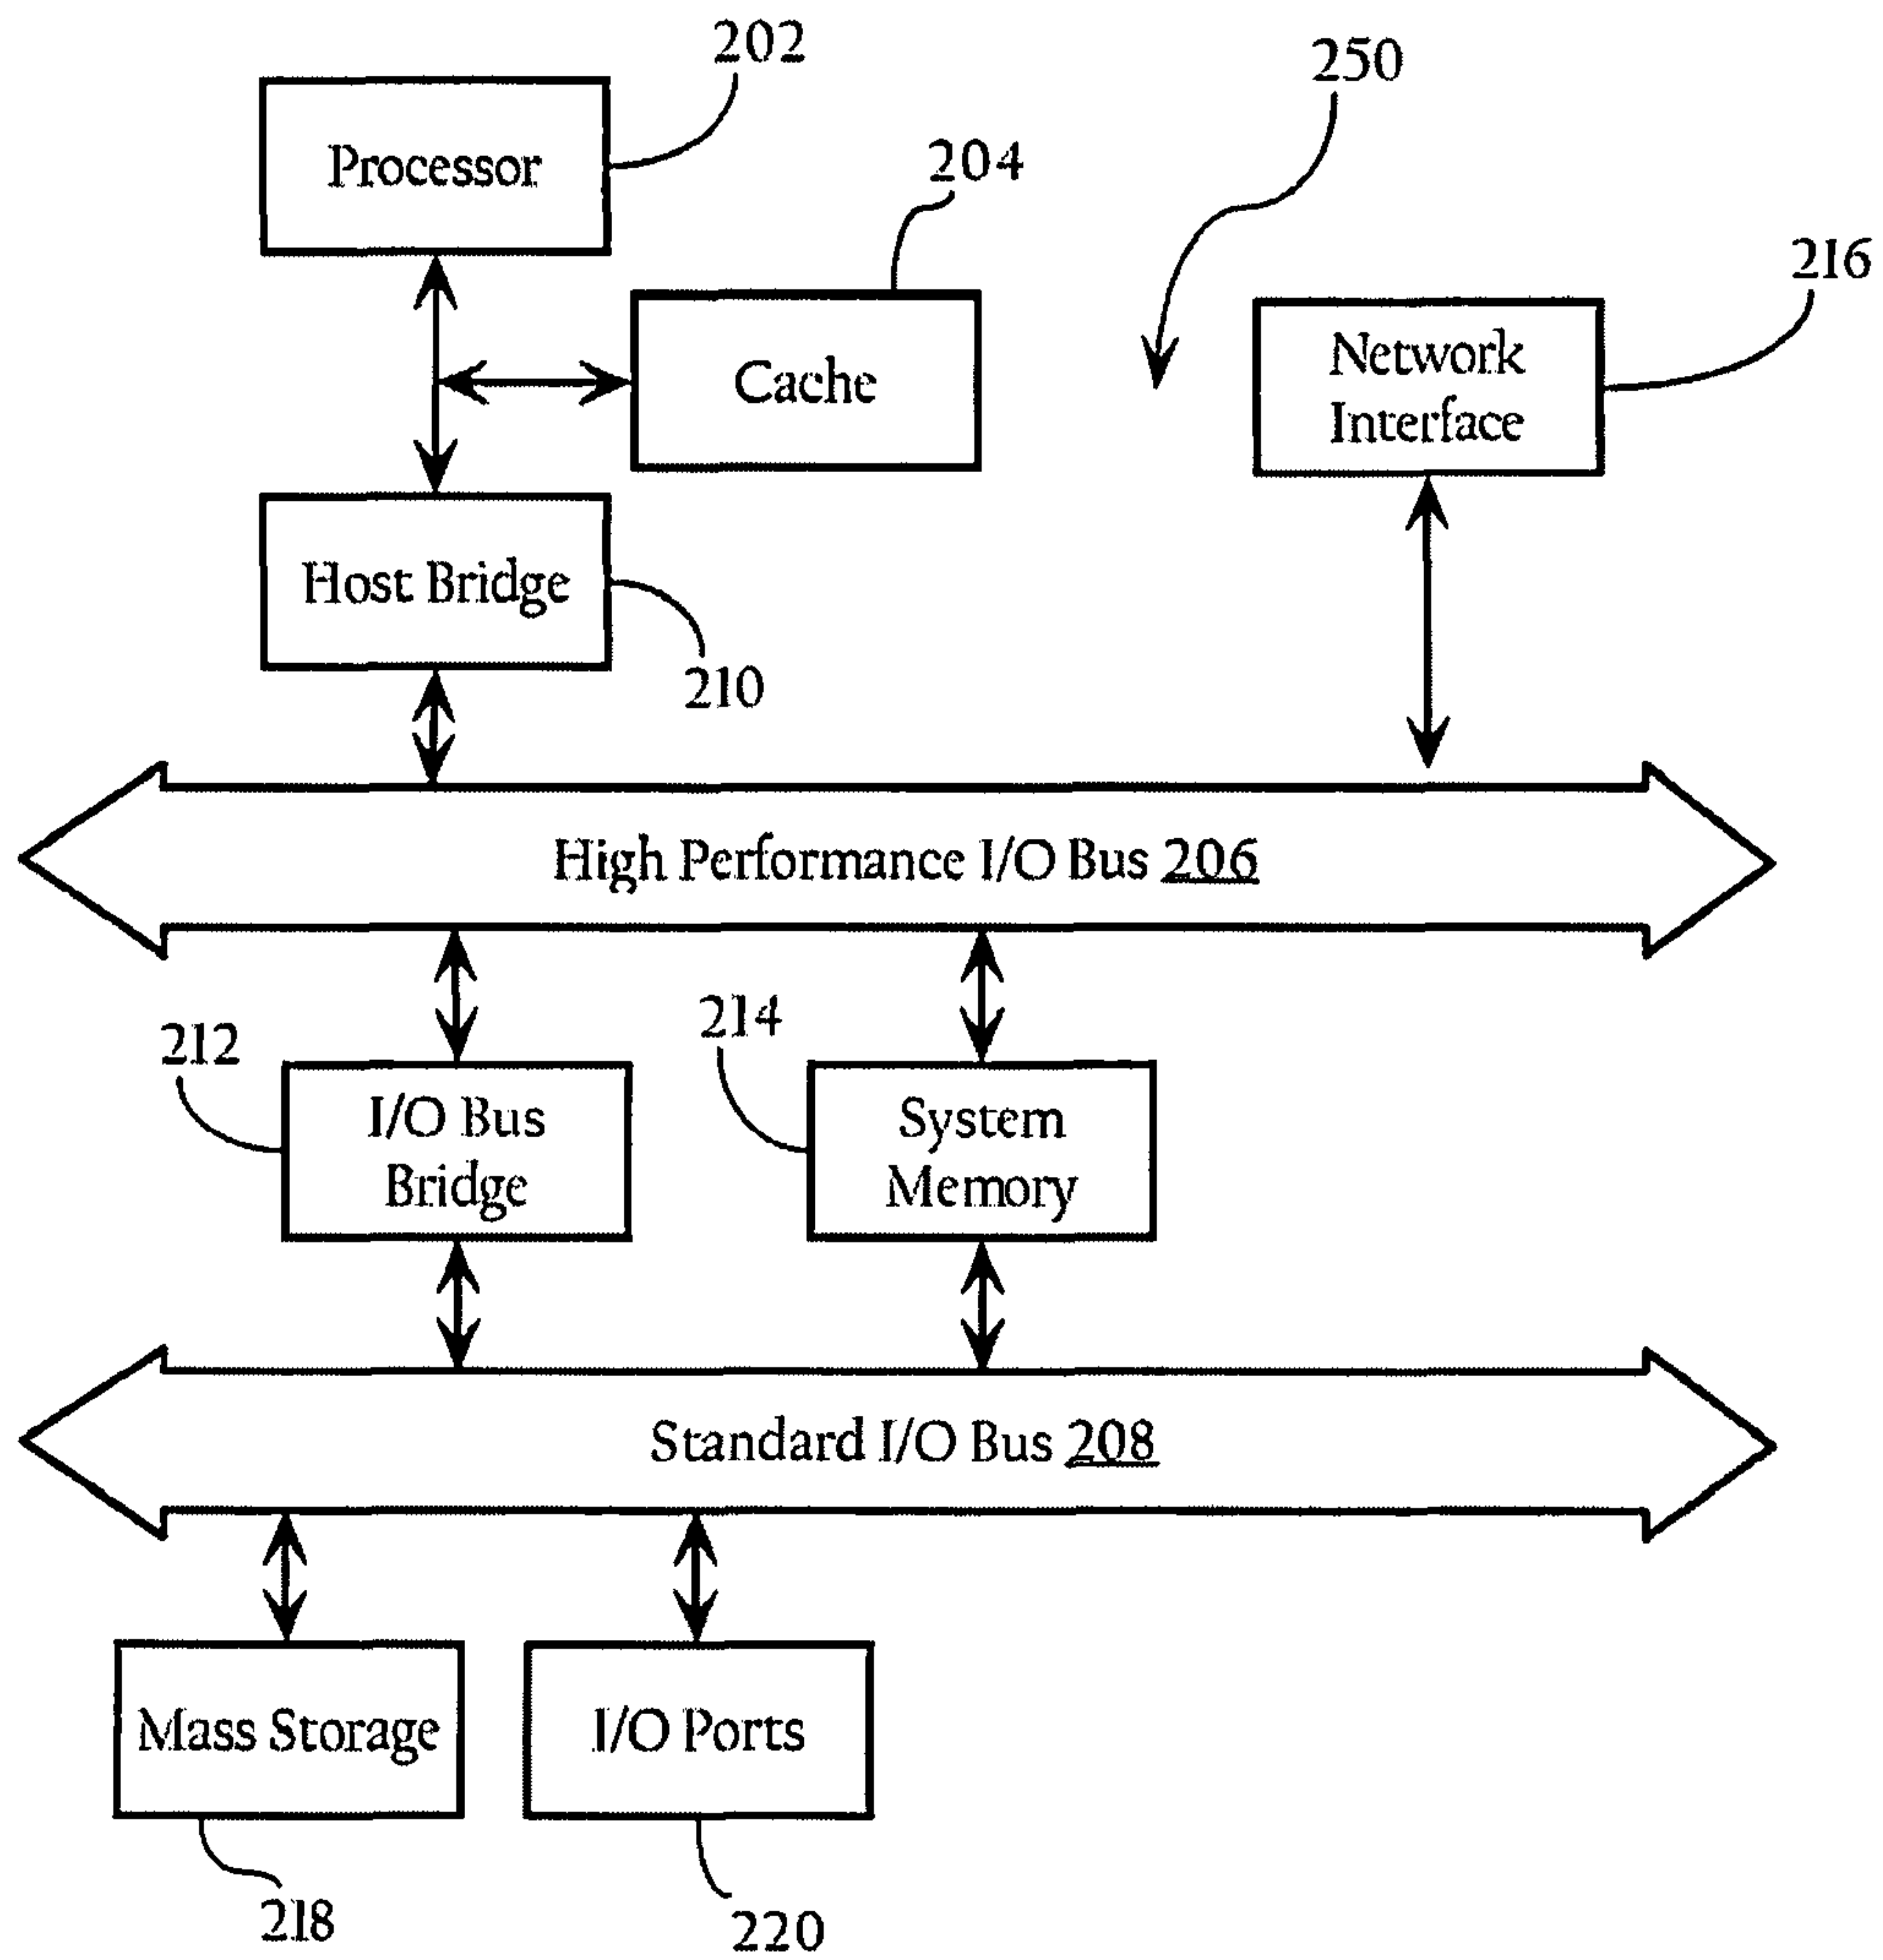 202
250
Processor
204
216
Network
Interface
Cache
Host Bridge
210
High Performance I/O Bus 206
212
214
I/O Bus
Bridge
System
Memory
Standard I/O Bus 208
Mass Storage
I/O Ports
218
220